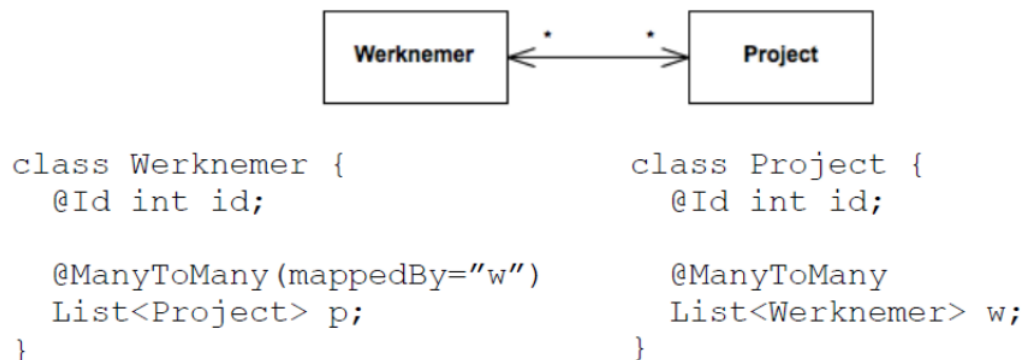 Werknemer
*
*
Project
class Werknemer {
@Id int id;
@ManyToMany(mappedBy=”w”)
List<Project> p;
}
class Project {
@Id int id;
@ManyToMany
List<Werknemer> w;
}